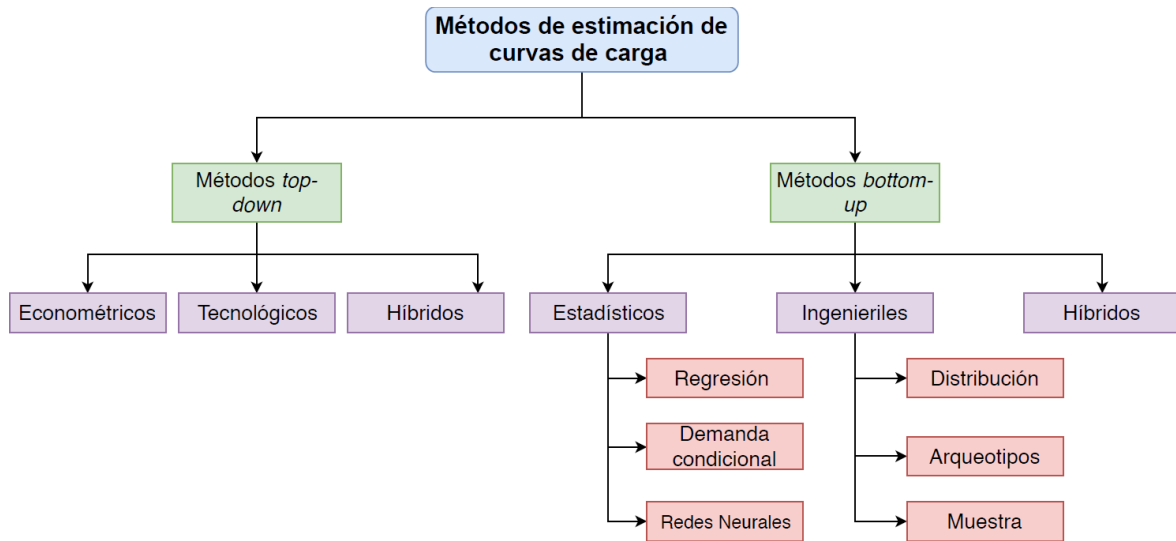 Métodos de estimación de
curvas de carga
Métodos top-
down
Métodos bottom-
up
Econométricos
Tecnológicos
Híbridos
Estadísticos
Ingenieriles
Híbridos
Regresión
Distribución
Demanda
condicional
Arqueotipos
Redes Neurales
Muestra